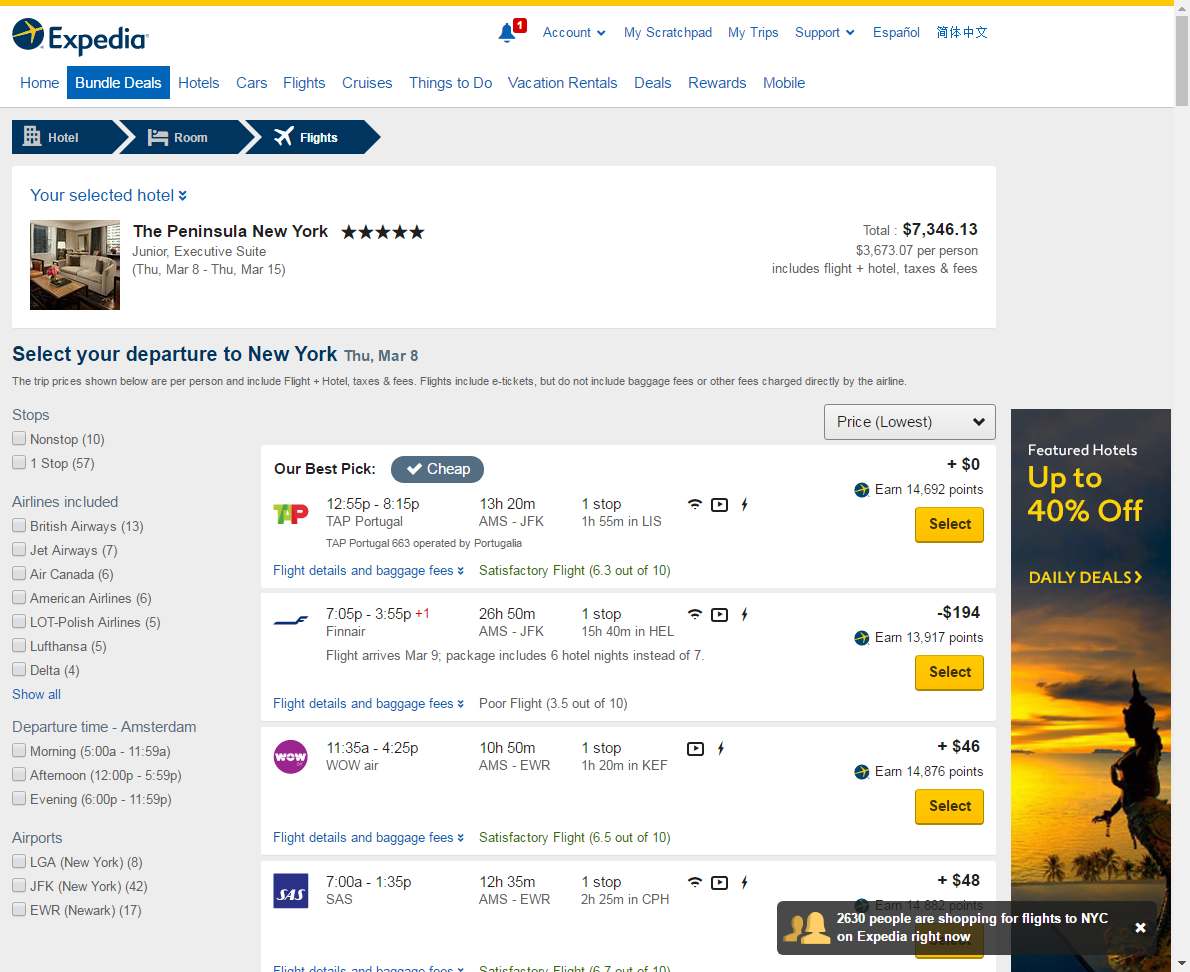 Expedia
1
Account
My Scratchpad
My Trips
Support
Español
简体中文
Home
Bundle Deals
Hotels
Cars
Flights
Cruises
Things to Do
Vacation Rentals
Deals
Rewards
Mobile
Hotel
Room
Flights
Your selected hotel
The Peninsula New York
Junior, Executive Suite
(Thu, Mar 8 - Thu, Mar 15)
Total : $7,346.13
$3,673.07 per person
includes flight + hotel, taxes & fees
Select your departure to New York Thu, Mar 8
The trip prices shown below are per person and include Flight + Hotel, taxes & fees. Flights include e-tickets, but do not include baggage fees or other fees charged directly by the airline.
Stops
Nonstop (10)
1 Stop (57)
Airlines included
British Airways (13)
Jet Airways (7)
Air Canada (6)
American Airlines (6)
LOT-Polish Airlines (5)
Lufthansa (5)
Delta (4)
Show all
Departure time - Amsterdam
Morning (5:00a - 11:59a)
Afternoon (12:00p - 5:59p)
Evening (6:00p - 11:59p)
Airports
LGA (New York) (8)
JFK (New York) (42)
EWR (Newark) (17)
Price (Lowest)
Our Best Pick: Cheap
+ $0
TAP
12:55p - 8:15p 13h 20m 1 stop
Earn 14,692 points
TAP Portugal AMS - JFK 1h 55m in LIS
Select
TAP Portugal 663 operated by Portugalia
Flight details and baggage fees Satisfactory Flight (6.3 out of 10)
7:05p - 3:55p +1 26h 50m 1 stop
-$194
Finnair AMS - JFK 15h 40m in HEL
Earn 13,917 points
Flight arrives Mar 9; package includes 6 hotel nights instead of 7.
Select
Flight details and baggage fees Poor Flight (3.5 out of 10)
WOW
11:35a - 4:25p 10h 50m 1 stop
+ $46
WOW air AMS - EWR 1h 20m in KEF
Earn 14,876 points
Select
Flight details and baggage fees Satisfactory Flight (6.5 out of 10)
SAS
7:00a - 1:35p 12h 35m 1 stop
+ $48
SAS AMS - EWR 2h 25m in CPH
Earn 14,882 points
Flight details and baggage fees Satisfactory Flight (6.7 out of 10)
2630 people are shopping for flights to NYC
on Expedia right now
Featured Hotels
Up to
40% Off
DAILY DEALS